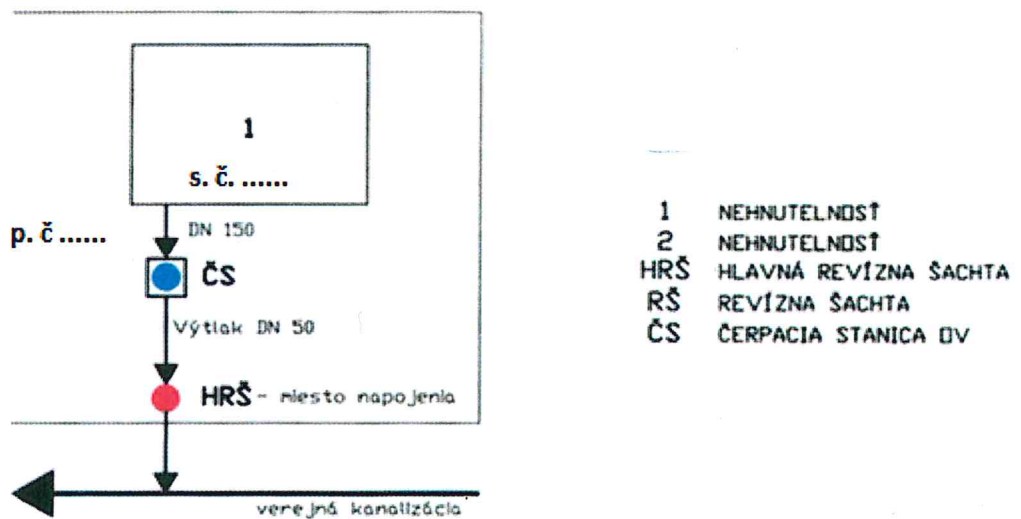 1
s. č. ......
p. č ......
DN 150
ČS
Výtlak DN 50
HRŠ - miesto napojenia
verejná kanalizácia
1 NEHNUTELNOSŤ
2 NEHNUTELNOSŤ
HRŠ HLAVNÁ REVÍZNA ŠACHTA
RŠ REVÍZNA ŠACHTA
ČS ČERPACIA STANICA OV